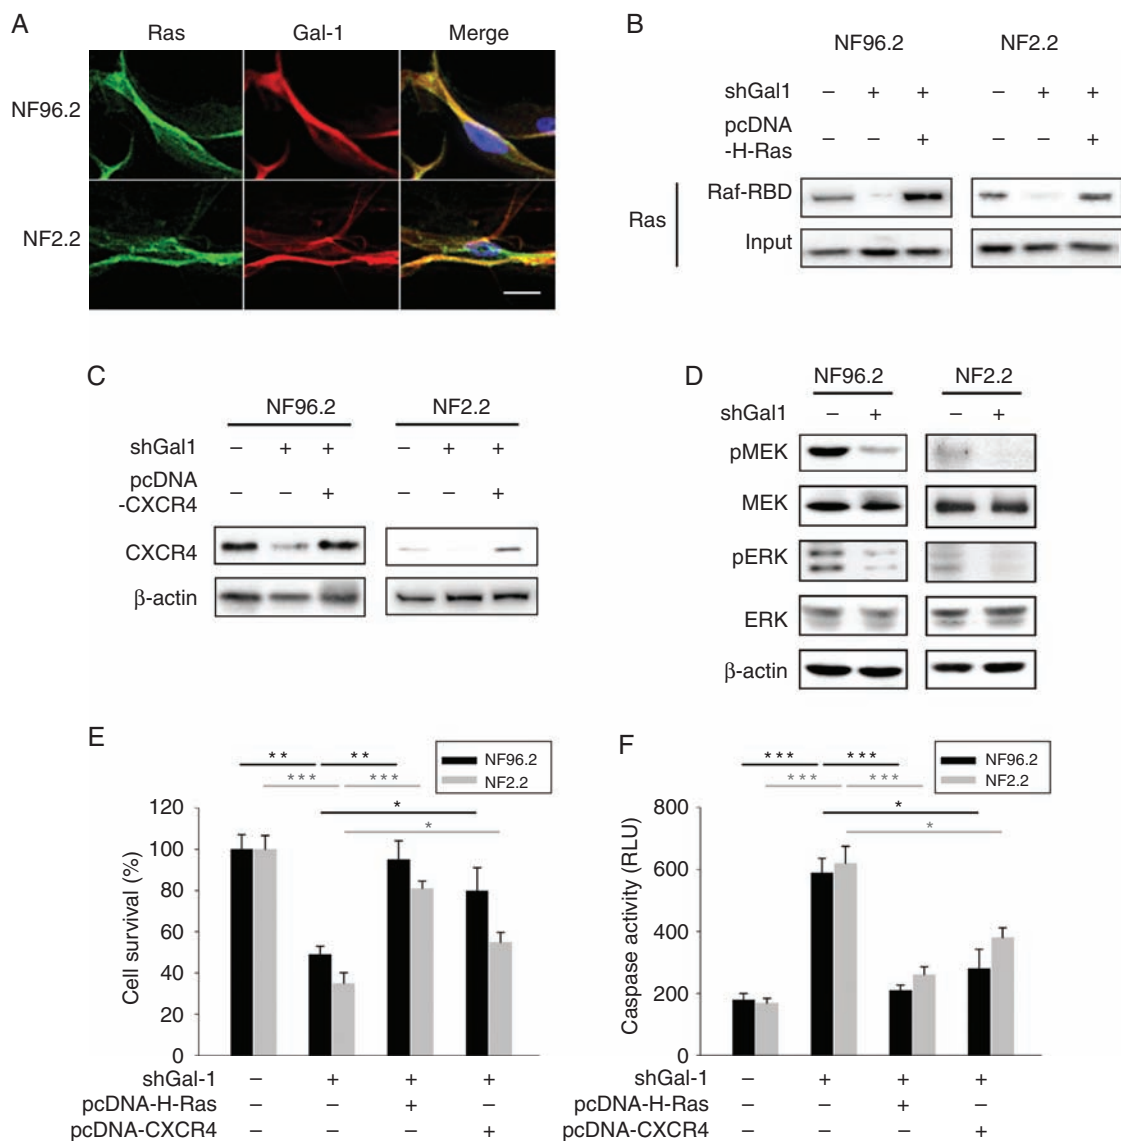 A
Ras Gal-1 Merge
NF96.2
NF2.2
B
NF96.2 NF2.2
shGal1 – + + – + +
pcDNA
-H-Ras – – + – – +
Ras
Raf-RBD
Input
C
NF96.2 NF2.2
shGal1 – + + – + +
pcDNA
-CXCR4 – – + – – +
CXCR4
β-actin
D
NF96.2 NF2.2
shGal1 – + – +
pMEK
MEK
pERK
ERK
β-actin
E
** **
*** ***
*
*
NF96.2
NF2.2
Cell survival (%)
120
100
80
60
40
20
0
shGal-1 – + + +
pcDNA-H-Ras – – + –
pcDNA-CXCR4 – – – +
F
*** ***
*** ***
*
*
NF96.2
NF2.2
Caspase activity (RLU)
800
600
400
200
0
shGal-1 – + + +
pcDNA-H-Ras – – + –
pcDNA-CXCR4 – – – +